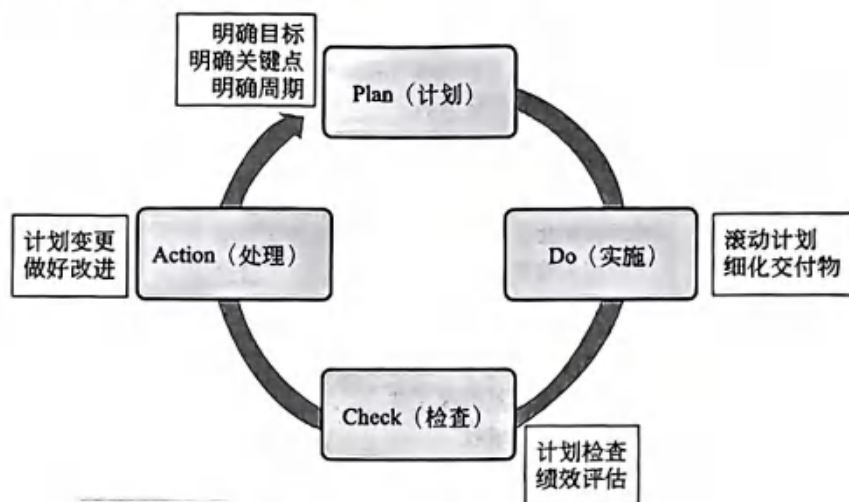 明确目标
明确关键点
明确周期
Plan（计划）
计划变更
做好改进
Action（处理）
Do（实施）
滚动计划
细化交付物
Check（检查）
计划检查
绩效评估